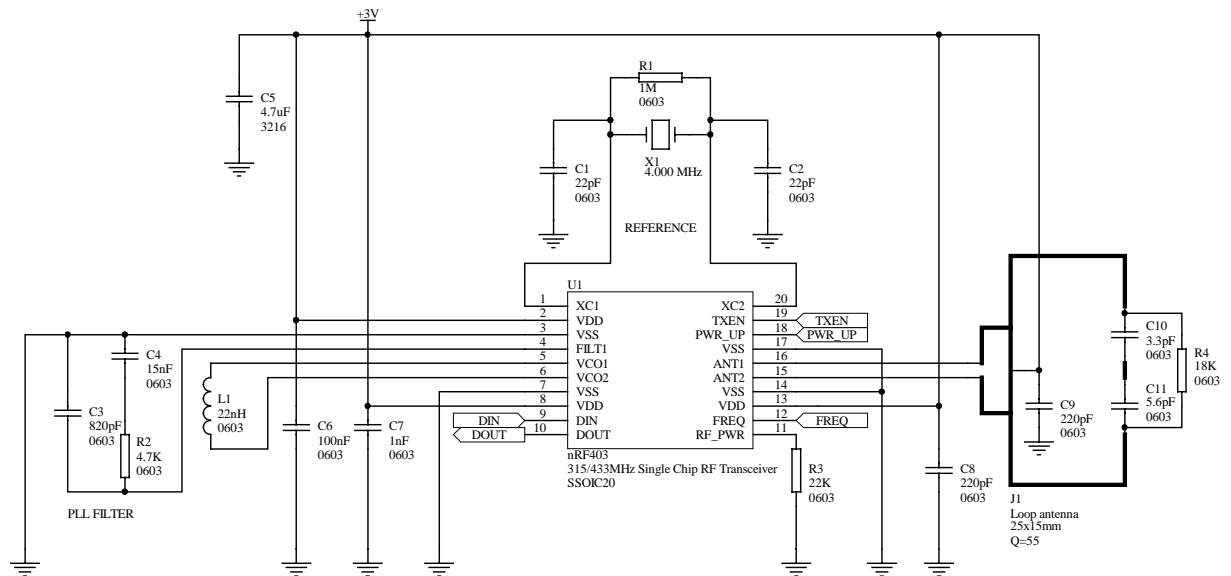 +3V
R1
1M
0603
C5
4.7uF
3216
X1
4.000 MHz
C1
22pF
0603
C2
22pF
0603
REFERENCE
U1
1 XC1 XC2 20
2 VDD TXEN 19 TXEN
3 VSS PWR_UP 18 PWR_UP
4 FILT1 VSS 17
5 VCO1 ANT1 16
6 VCO2 ANT2 15
7 VSS VSS 14
8 VDD VDD 13
DIN 9 DIN FREQ 12 FREQ
DOUT 10 DOUT RF_PWR 11
nRF403
315/433MHz Single Chip RF Transceiver
SSOIC20
C4
15nF
0603
C3
820pF
0603
R2
4.7K
0603
L1
22nH
0603
C6
100nF
0603
C7
1nF
0603
PLL FILTER
R3
22K
0603
C8
220pF
0603
C9
220pF
0603
C10
3.3pF
0603
C11
5.6pF
0603
R4
18K
0603
J1
Loop antenna
25x15mm
Q=55